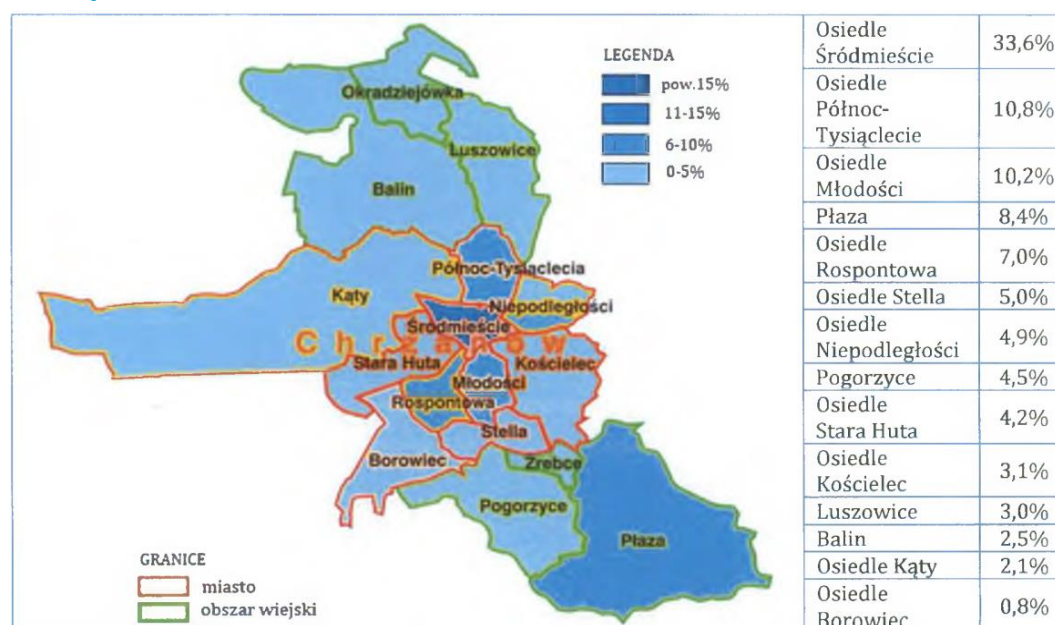 LEGENDA
pow.15%
11-15%
6-10%
0-5%
Okradziejówka
Luszowice
Balin
Północ-Tysiąclecia
Kąty
Niepodległości
Śródmieście
Chrzanów
Stara Huta
Kościelec
Młodości
Rospontowa
Stella
Borowiec
Źrebce
Pogorzyce
Płaza
GRANICE
miasto
obszar wiejski
Osiedle
Śródmieście
33,6%
Osiedle
Północ-
Tysiąclecie
10,8%
Osiedle
Młodości
10,2%
Płaza
8,4%
Osiedle
Rospontowa
7,0%
Osiedle Stella
5,0%
Osiedle
Niepodległości
4,9%
Pogorzyce
4,5%
Osiedle
Stara Huta
4,2%
Osiedle
Kościelec
3,1%
Luszowice
3,0%
Balin
2,5%
Osiedle Kąty
2,1%
Osiedle
Borowiec
0,8%